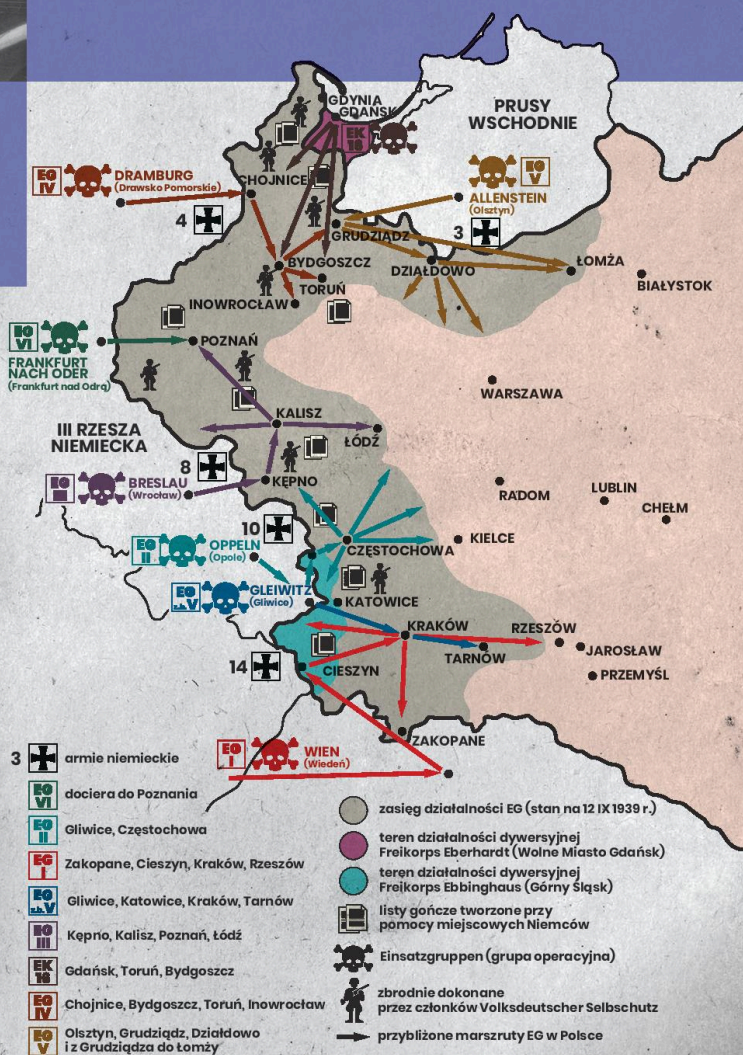 GDYNIA
GDAŃSK
EK
16
PRUSY
WSCHODNIE
EG
IV
DRAMBURG
(Drawsko Pomorskie)
CHOJNICE
EG
V
ALLENSTEIN
(Olsztyn)
4
3
GRUDZIĄDZ
BYDGOSZCZ
DZIAŁDOWO
ŁOMŻA
TORUŃ
BIAŁYSTOK
INOWROCŁAW
EG
VI
FRANKFURT
NACH ODER
(Frankfurt nad Odrą)
POZNAŃ
WARSZAWA
KALISZ
III RZESZA
NIEMIECKA
ŁÓDŹ
8
EG
III
BRESLAU
(Wrocław)
KĘPNO
RADOM
LUBLIN
CHEŁM
10
EG
II
OPPELN
(Opole)
CZĘSTOCHOWA
KIELCE
EG
z.b.V
GLEIWITZ
(Gliwice)
KATOWICE
KRAKÓW
RZESZÓW
TARNÓW
JAROSŁAW
14
CIESZYN
PRZEMYŚL
ZAKOPANE
EG
I
WIEN
(Wiedeń)
3
armie niemieckie
EG
VI
dociera do Poznania
EG
II
Gliwice, Częstochowa
EG
I
Zakopane, Cieszyn, Kraków, Rzeszów
EG
z.b.V
Gliwice, Katowice, Kraków, Tarnów
EG
III
Kępno, Kalisz, Poznań, Łódź
EK
16
Gdańsk, Toruń, Bydgoszcz
EG
IV
Chojnice, Bydgoszcz, Toruń, Inowrocław
EG
V
Olsztyn, Grudziądz, Działdowo
i z Grudziądza do Łomży
zasięg działalności EG (stan na 12 IX 1939 r.)
teren działalności dywersyjnej
Freikorps Eberhardt (Wolne Miasto Gdańsk)
teren działalności dywersyjnej
Freikorps Ebbinghaus (Górny Śląsk)
listy gończe tworzone przy
pomocy miejscowych Niemców
Einsatzgruppen (grupa operacyjna)
zbrodnie dokonane
przez członków Volksdeutscher Selbschutz
przybliżone marszruty EG w Polsce